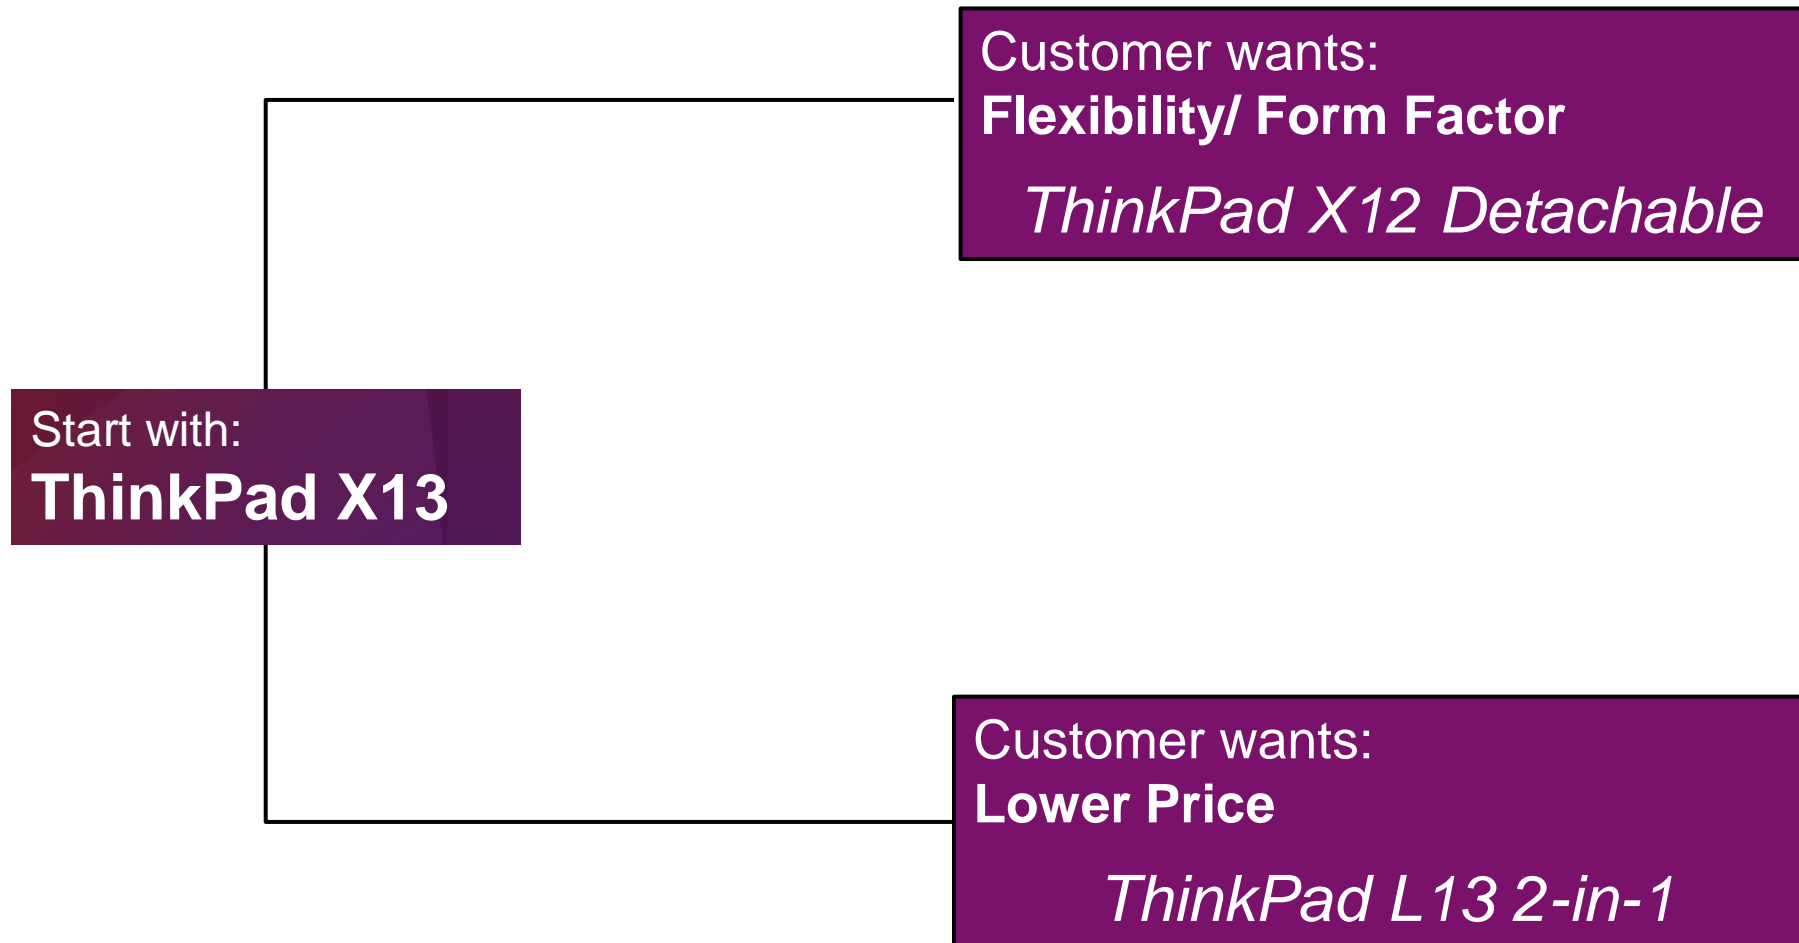 Customer wants:
Flexibility/ Form Factor
ThinkPad X12 Detachable
Start with:
ThinkPad X13
Customer wants:
Lower Price
ThinkPad L13 2-in-1